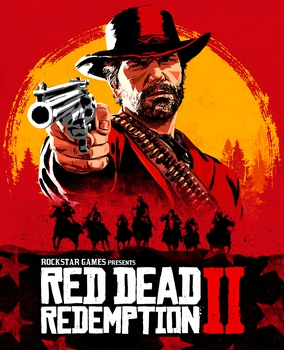 ROCKSTAR GAMES PRESENTS
RED DEAD
REDEMPTION II